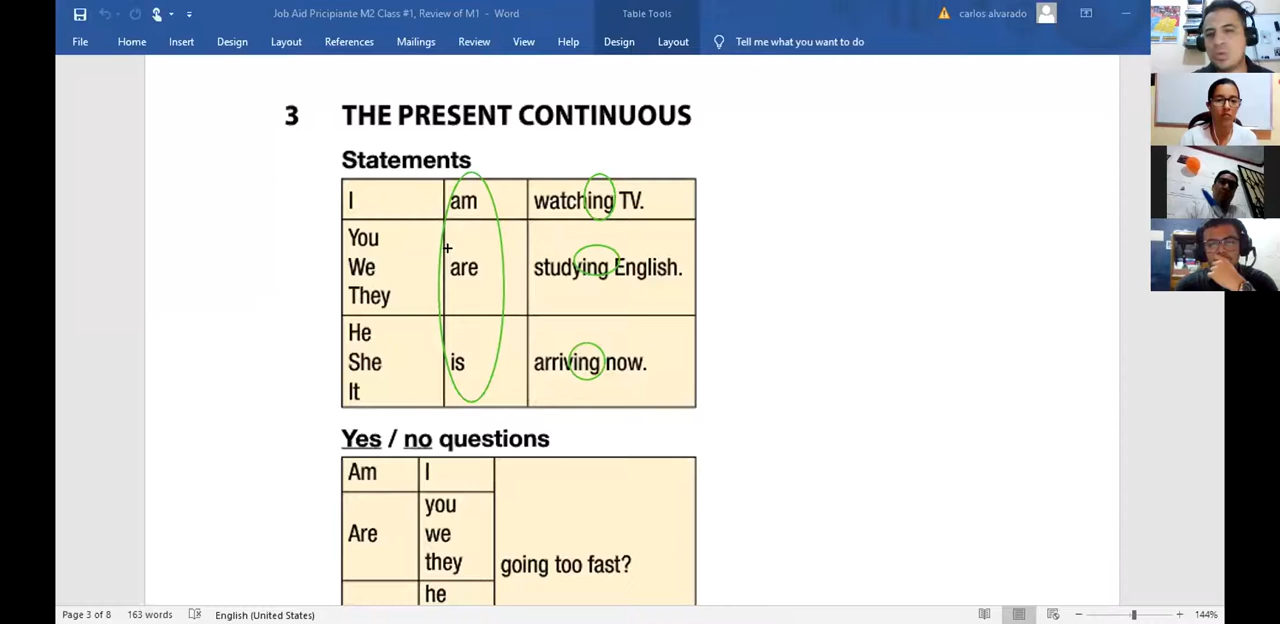 Job Aid Pricipiante M2 Class #1, Review of M1 - Word
Table Tools
carlos alvarado
File Home Insert Design Layout References Mailings Review View Help Design Layout Tell me what you want to do
3 THE PRESENT CONTINUOUS
Statements
I am watching TV.
You
We are studying English.
They
He
She is arriving now.
It
Yes / no questions
Am I
you
Are we
they going too fast?
he
Page 3 of 8 163 words English (United States) 144%